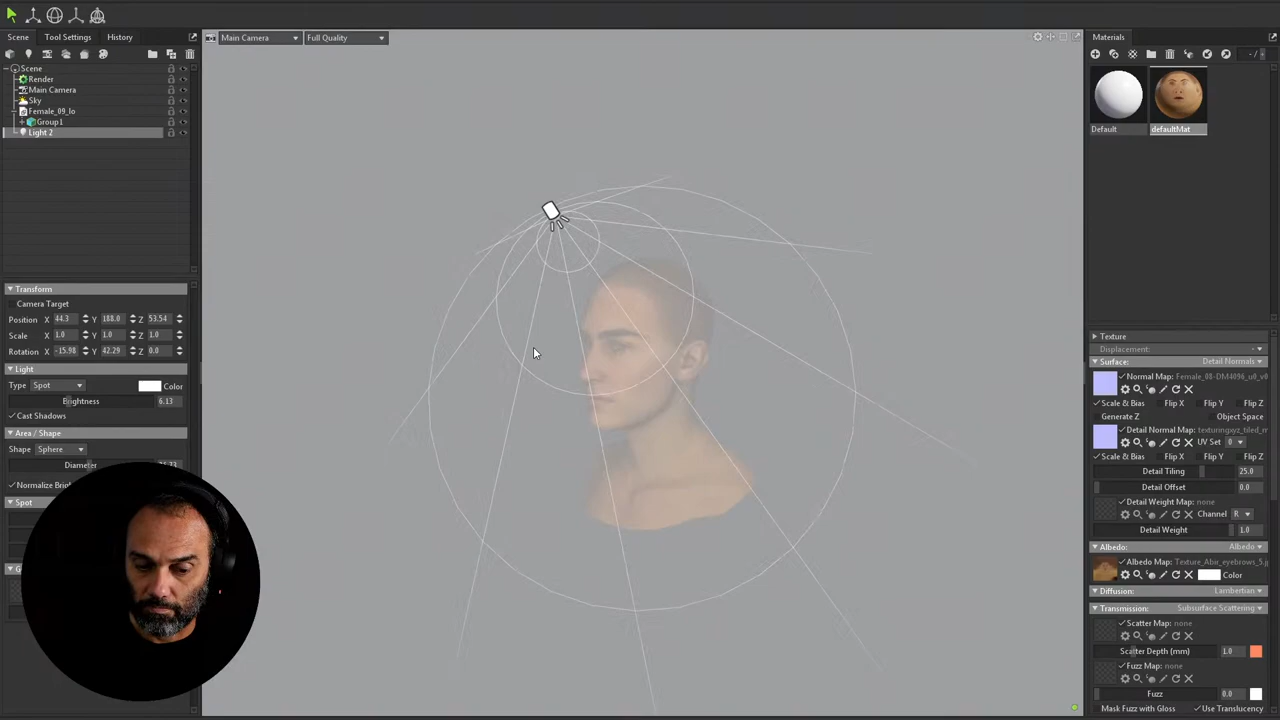 Scene Tool Settings History
Main Camera Full Quality
Materials
Scene
Render
Main Camera
Sky
Female_09_lo
Group1
Light 2
Default defaultMat
Transform
Camera Target
Position X 44.3 Y 188.0 Z 53.54
Scale X 1.0 Y 1.0 Z 1.0
Rotation X -15.98 Y 42.29 Z 0.0
Light
Type Spot Color
Brightness 6.13
Cast Shadows
Area / Shape
Shape Sphere
Diameter
Normalize
Spot
Texture
Displacement:
Surface: Detail Normals
Normal Map: Female_08-DM4096_u0_v0
Scale & Bias Flip X Flip Y Flip Z
Generate Z Object Space
Detail Normal Map: texturingxyz_tiled_m
UV Set 0
Scale & Bias Flip X Flip Y Flip Z
Detail Tiling 25.0
Detail Offset 0.0
Detail Weight Map: none
Channel R
Detail Weight 1.0
Albedo: Albedo
Albedo Map:
Color
Diffusion: Lambertian
Transmission: Subsurface Scattering
Scatter Map: none
Scatter Depth (mm) 1.0
Fuzz Map: none
Fuzz 0.0
Mask Fuzz with Gloss Use Translucency